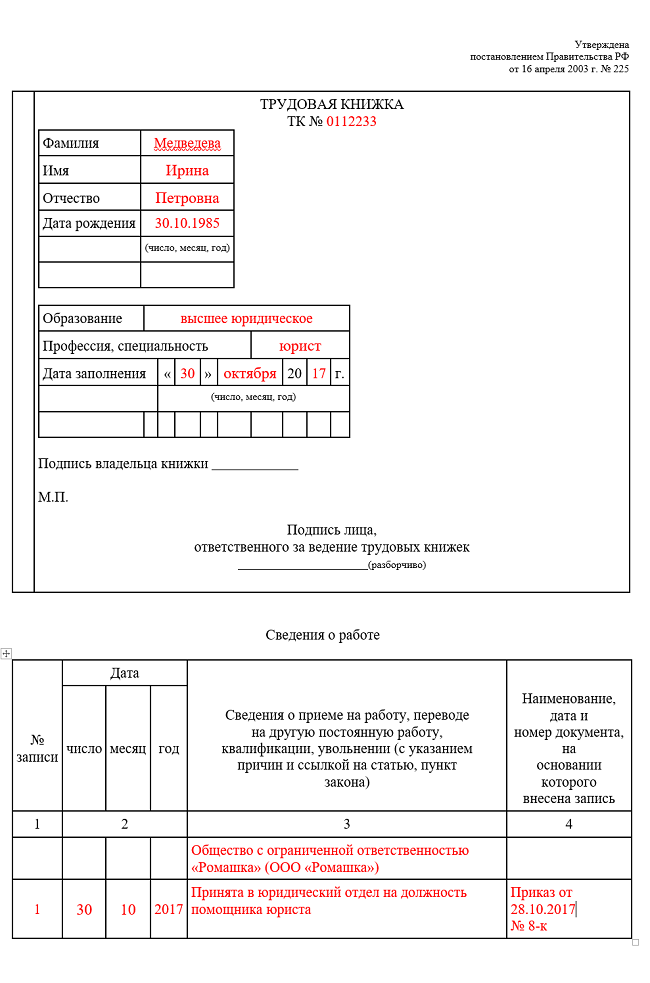 Утверждена
постановлением Правительства РФ
от 16 апреля 2003 г. № 225
ТРУДОВАЯ КНИЖКА
ТК № 0112233
Фамилия Медведева
Имя Ирина
Отчество Петровна
Дата рождения 30.10.1985
(число, месяц, год)
Образование высшее юридическое
Профессия, специальность юрист
Дата заполнения « 30 » октября 20 17 г.
(число, месяц, год)
Подпись владельца книжки ____________
М.П.
Подпись лица,
ответственного за ведение трудовых книжек
__________________(разборчиво)
Сведения о работе
№
записи
Дата
число месяц год
Сведения о приеме на работу, переводе
на другую постоянную работу,
квалификации, увольнении (с указанием
причин и ссылкой на статью, пункт
закона)
Наименование,
дата и
номер документа,
на
основании
которого
внесена запись
1 2 3 4
Общество с ограниченной ответственностью
«Ромашка» (ООО «Ромашка»)
1 30 10 2017
Принята в юридический отдел на должность
помощника юриста
Приказ от
28.10.2017
№ 8-к